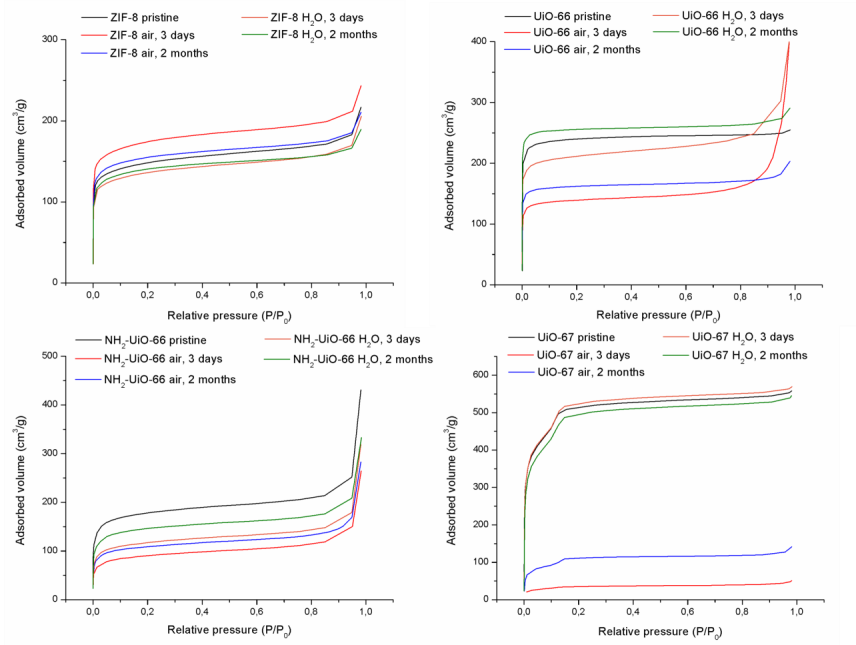 ZIF-8 pristine
ZIF-8 air, 3 days
ZIF-8 air, 2 months
ZIF-8 H2O, 3 days
ZIF-8 H2O, 2 months
300
200
100
0
Adsorbed volume (cm3/g)
0,0 0,2 0,4 0,6 0,8 1,0
Relative pressure (P/P0)
UiO-66 pristine
UiO-66 air, 3 days
UiO-66 air, 2 months
UiO-66 H2O, 3 days
UiO-66 H2O, 2 months
400
300
200
100
0
Adsorbed volume (cm3/g)
0,0 0,2 0,4 0,6 0,8 1,0
Relative pressure (P/P0)
NH2-UiO-66 pristine
NH2-UiO-66 air, 3 days
NH2-UiO-66 air, 2 months
NH2-UiO-66 H2O, 3 days
NH2-UiO-66 H2O, 2 months
500
400
300
200
100
0
Adsorbed volume (cm3/g)
0,0 0,2 0,4 0,6 0,8 1,0
Relative pressure (P/P0)
UiO-67 pristine
UiO-67 air, 3 days
UiO-67 air, 2 months
UiO-67 H2O, 3 days
UiO-67 H2O, 2 months
600
500
400
300
200
100
0
Adsorbed volume (cm3/g)
0,0 0,2 0,4 0,6 0,8 1,0
Relative pressure (P/P0)